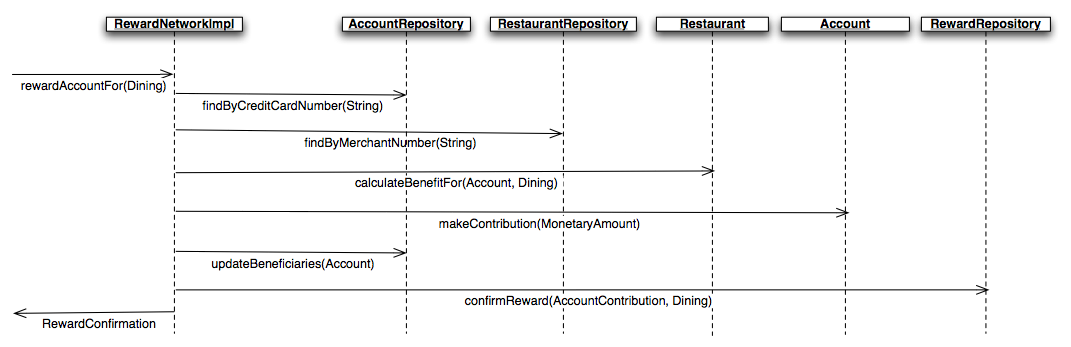 RewardNetworkImpl AccountRepository RestaurantRepository Restaurant Account RewardRepository
rewardAccountFor(Dining)
findByCreditCardNumber(String)
findByMerchantNumber(String)
calculateBenefitFor(Account, Dining)
makeContribution(MonetaryAmount)
updateBeneficiaries(Account)
confirmReward(AccountContribution, Dining)
RewardConfirmation